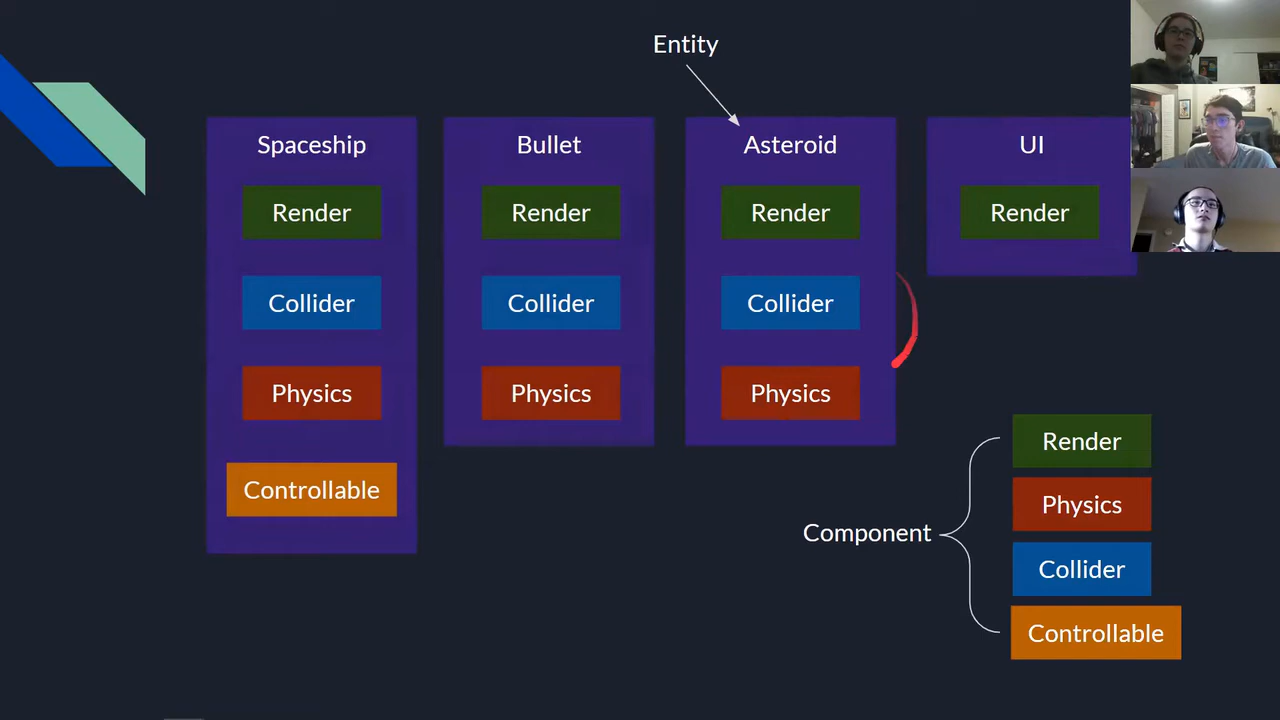 Entity
Spaceship
Render
Collider
Physics
Controllable
Bullet
Render
Collider
Physics
Asteroid
Render
Collider
Physics
UI
Render
Component
Render
Physics
Collider
Controllable